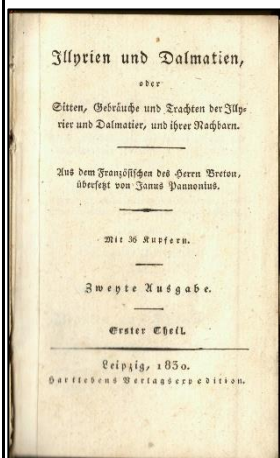 Illyrien und Dalmatien,
oder
Sitten, Gebräuche und Trachten der Illy=
rier und Dalmatier, und ihrer Nachbarn.
Aus dem Französischen des Herrn Breton,
übersetzt von Janus Pannonius.
Mit 36 Kupfern.
Zweyte Ausgabe.
Erster Theil.
Leipzig, 1830.
Hartlebens Verlagsexpedition.